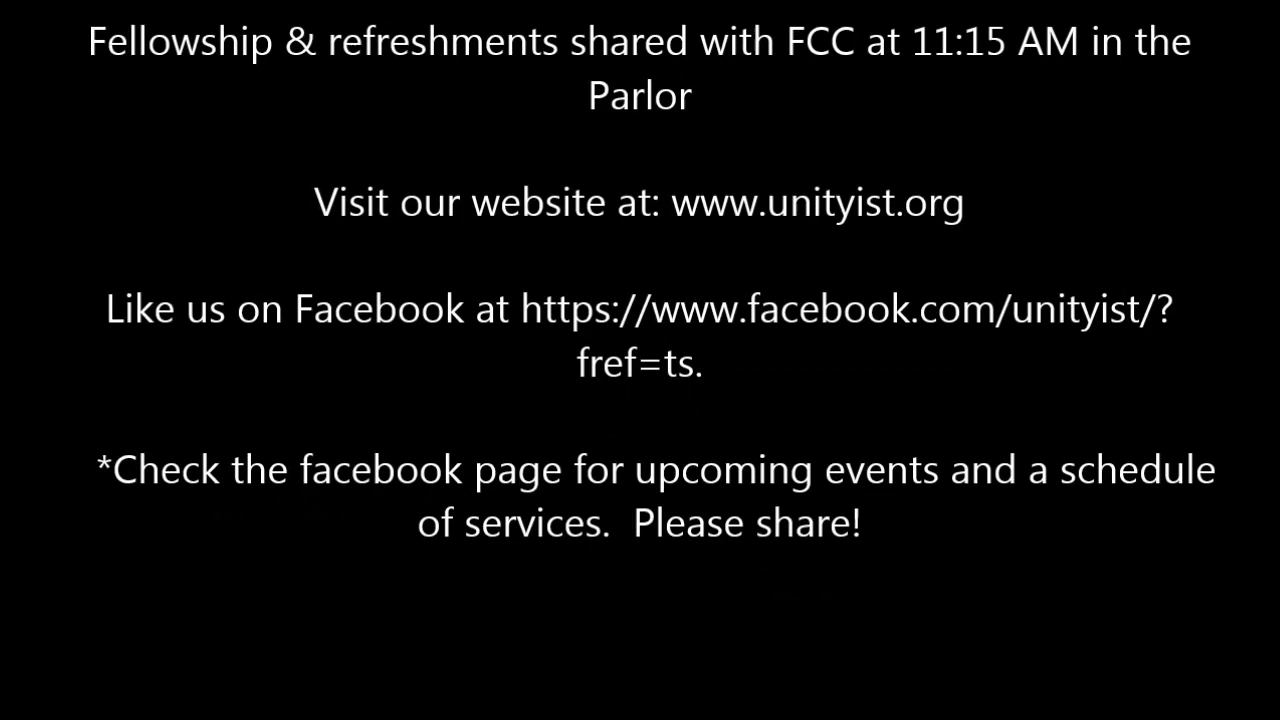 Fellowship & refreshments shared with FCC at 11:15 AM in the
Parlor
Visit our website at: www.unityist.org
Like us on Facebook at https://www.facebook.com/unityist/?
fref=ts.
*Check the facebook page for upcoming events and a schedule
of services.  Please share!